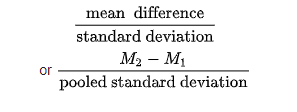 mean difference
standard deviation
or M₂ − M₁
pooled standard deviation